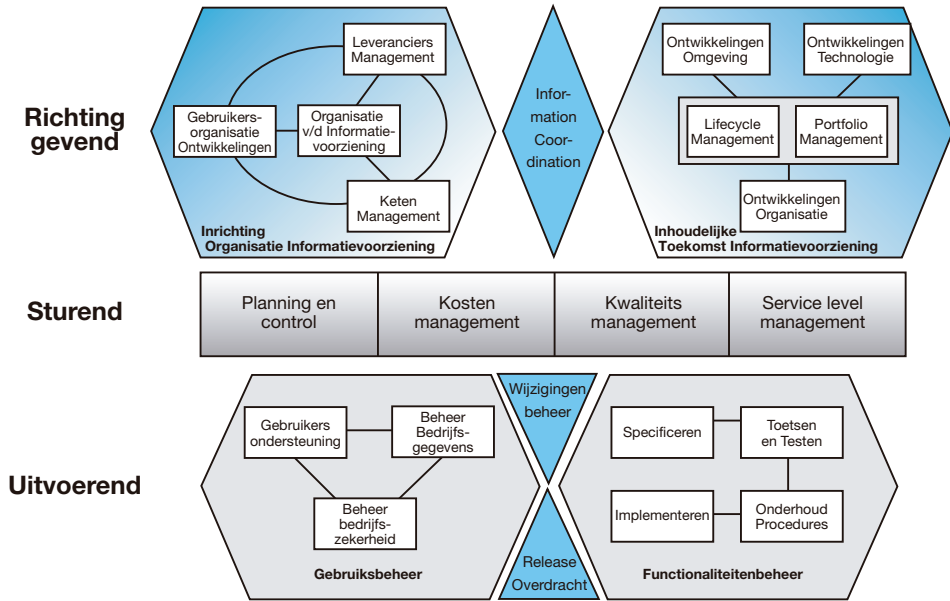 Richting
gevend
Leveranciers
Management
Gebruikers-
organisatie
Ontwikkelingen
Organisatie
v/d Informatie-
voorziening
Keten
Management
Inrichting
Organisatie Informatievoorziening
Infor-
mation
Coor-
dination
Ontwikkelingen
Omgeving
Ontwikkelingen
Technologie
Lifecycle
Management
Portfolio
Management
Ontwikkelingen
Organisatie
Inhoudelijke
Toekomst Informatievoorziening
Sturend
Planning en
control
Kosten
management
Kwaliteits
management
Service level
management
Uitvoerend
Gebruikers
ondersteuning
Beheer
Bedrijfs-
gegevens
Beheer
bedrijfs-
zekerheid
Gebruiksbeheer
Wijzigingen
beheer
Release
Overdracht
Specificeren
Toetsen
en Testen
Implementeren
Onderhoud
Procedures
Functionaliteitenbeheer